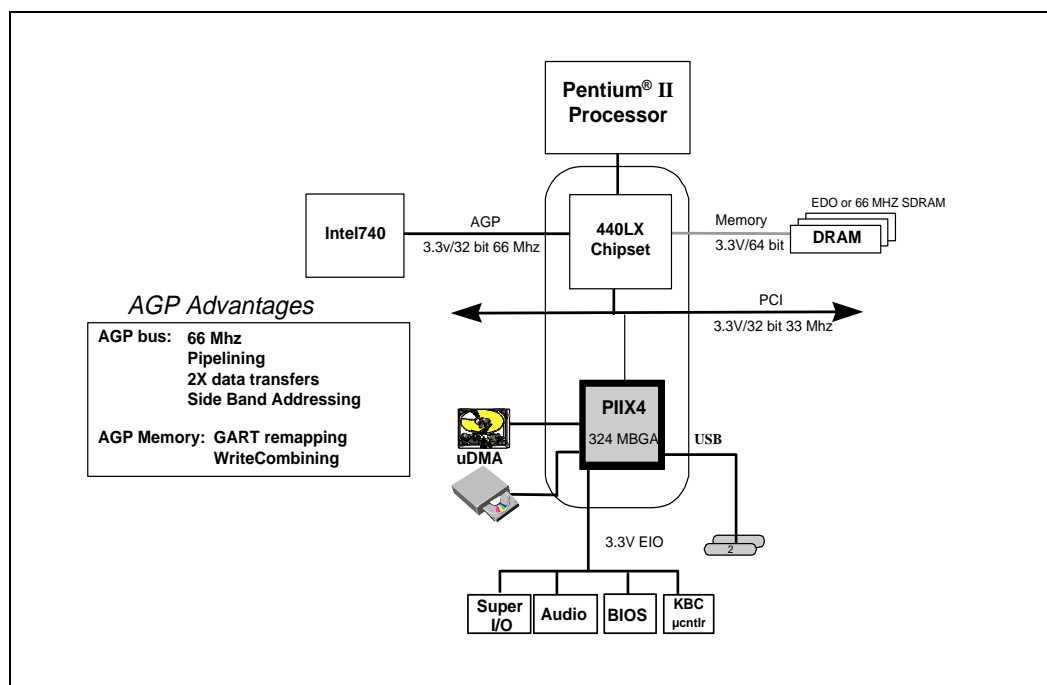 Pentium® II
Processor
EDO or 66 MHZ SDRAM
Intel740
AGP
3.3v/32 bit 66 Mhz
440LX
Chipset
Memory
3.3V/64 bit
DRAM
AGP Advantages
PCI
3.3V/32 bit 33 Mhz
AGP bus: 66 Mhz
Pipelining
2X data transfers
Side Band Addressing
AGP Memory: GART remapping
WriteCombining
PIIX4
324 MBGA
USB
uDMA
3.3V EIO
2
Super
I/O
Audio
BIOS
KBC
µcntlr